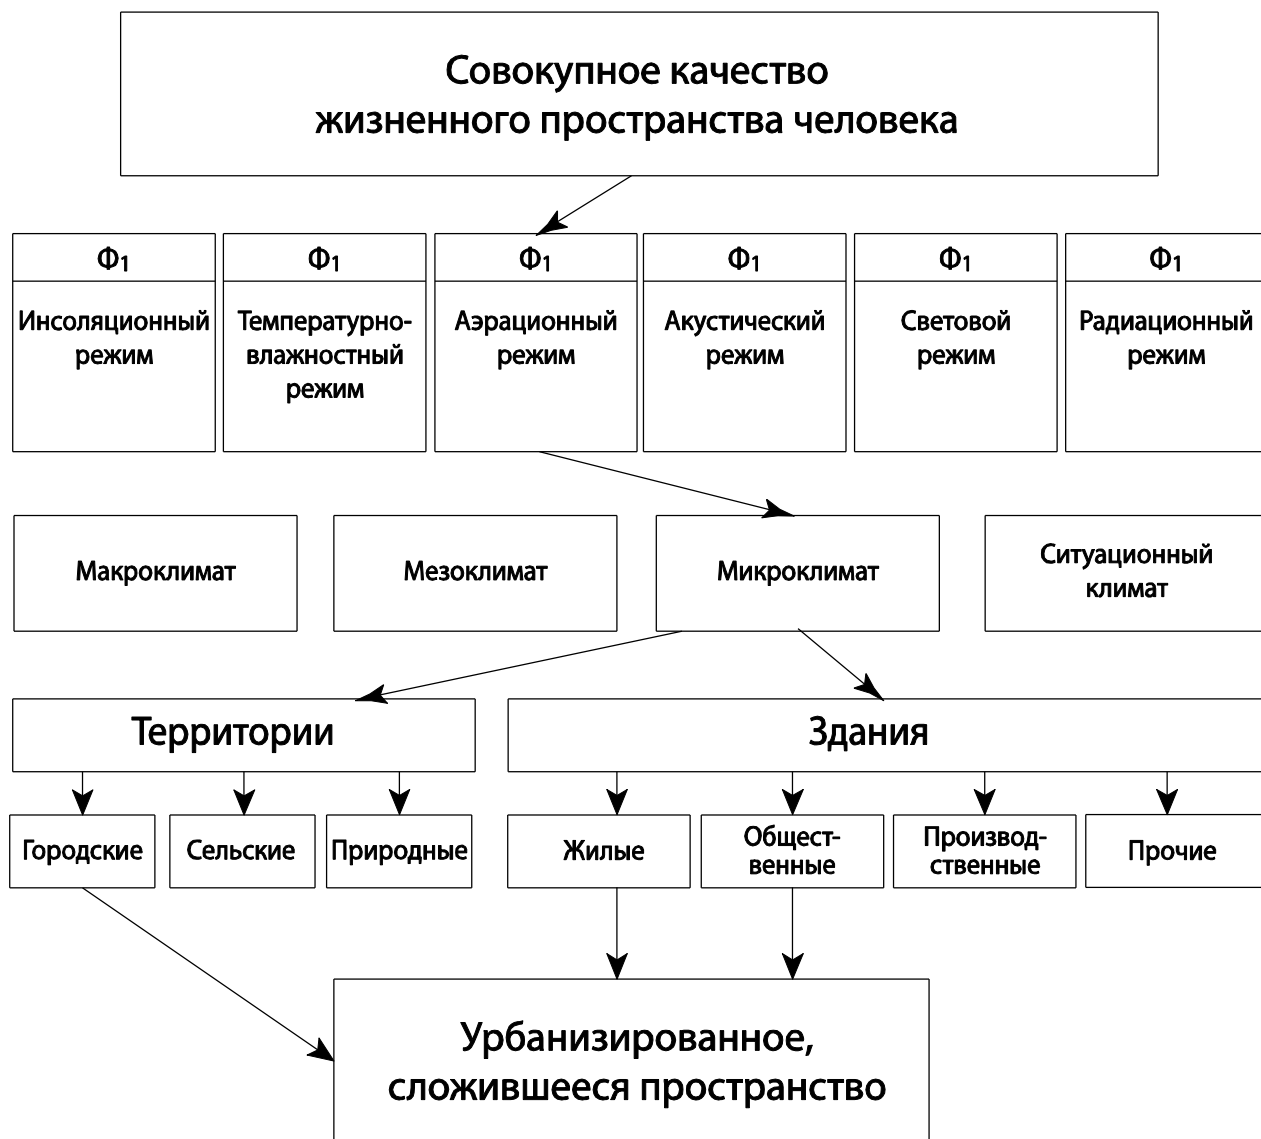 Совокупное качество
жизненного пространства человека
Ф1
Инсоляционный
режим
Ф1
Температурно-
влажностный
режим
Ф1
Аэрационный
режим
Ф1
Акустический
режим
Ф1
Световой
режим
Ф1
Радиационный
режим
Макроклимат
Мезоклимат
Микроклимат
Ситуационный
климат
Территории
Здания
Городские
Сельские
Природные
Жилые
Общест-
венные
Производ-
ственные
Прочие
Урбанизированное,
сложившееся пространство